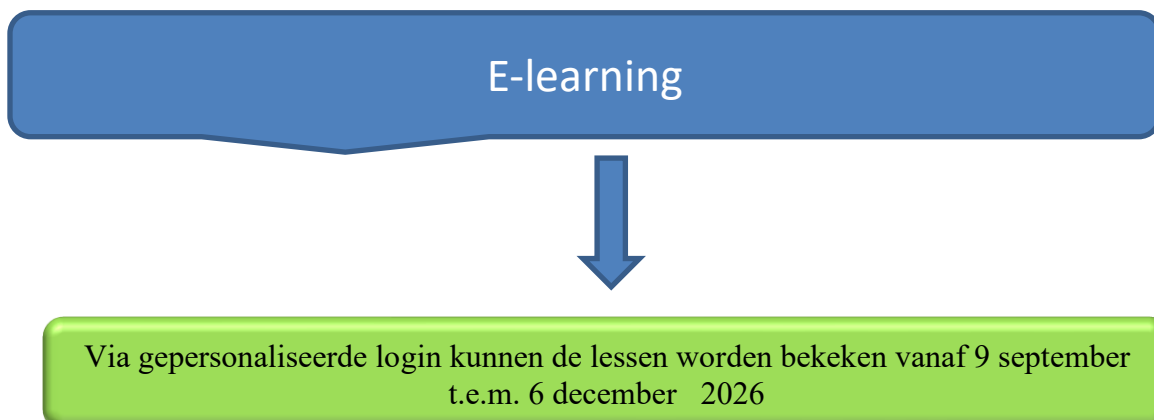 E-learning
Via gepersonaliseerde login kunnen de lessen worden bekeken vanaf 9 september
t.e.m. 6 december 2026